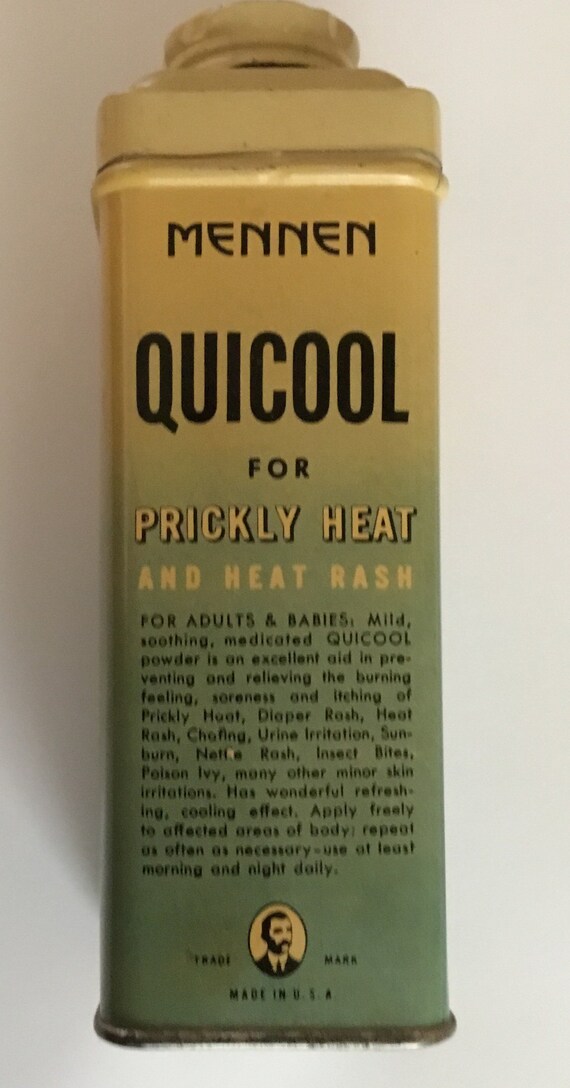 MENNEN
QUICOOL
FOR
PRICKLY HEAT
AND HEAT RASH
FOR ADULTS & BABIES: Mild,
soothing, medicated QUICOOL
powder is an excellent aid in pre-
venting and relieving the burning
feeling, soreness and itching of
Prickly Heat, Diaper Rash, Heat
Rash, Chafing, Urine Irritation, Sun-
burn, Nettle Rash, Insect Bites,
Poison Ivy, many other minor skin
irritations. Has wonderful refresh-
ing, cooling effect. Apply freely
to affected areas of body; repeat
as often as necessary-use at least
morning and night daily.
TRADE MARK
MADE IN U.S.A